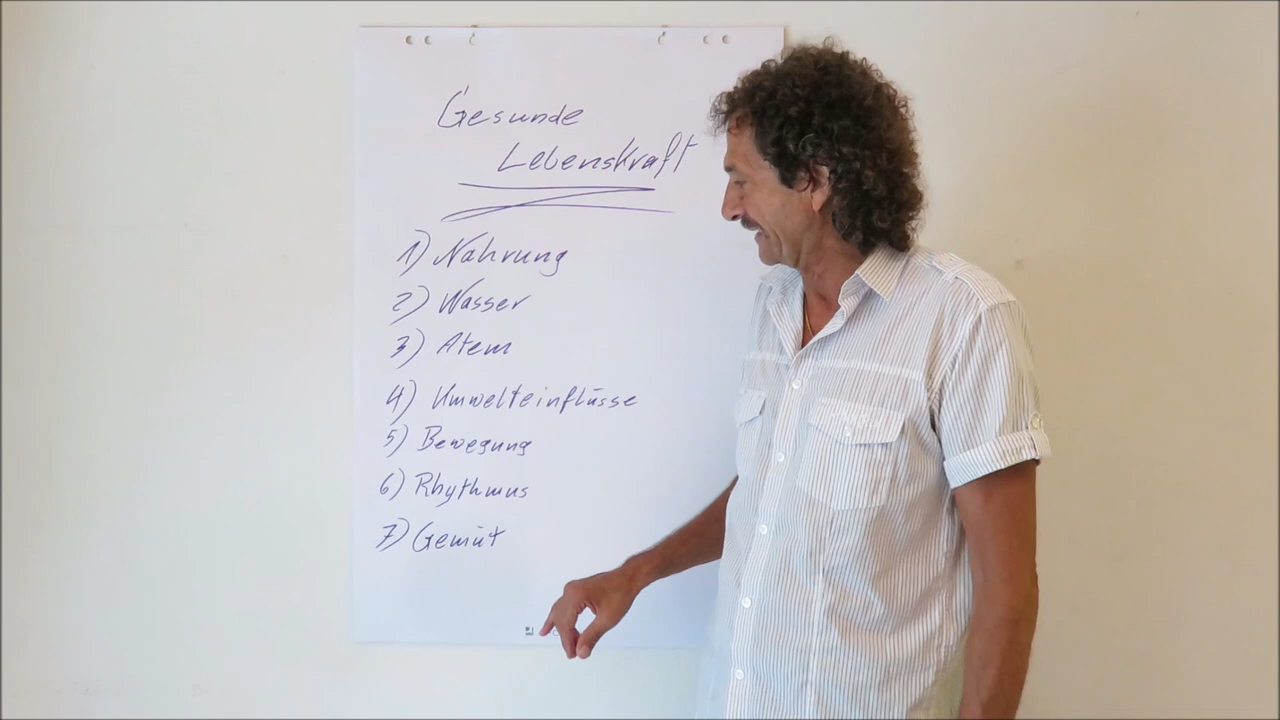 Gesunde
Lebenskraft
1) Nahrung
2) Wasser
3) Atem
4) Umwelteinflüsse
5) Bewegung
6) Rhythmus
7) Gemüt